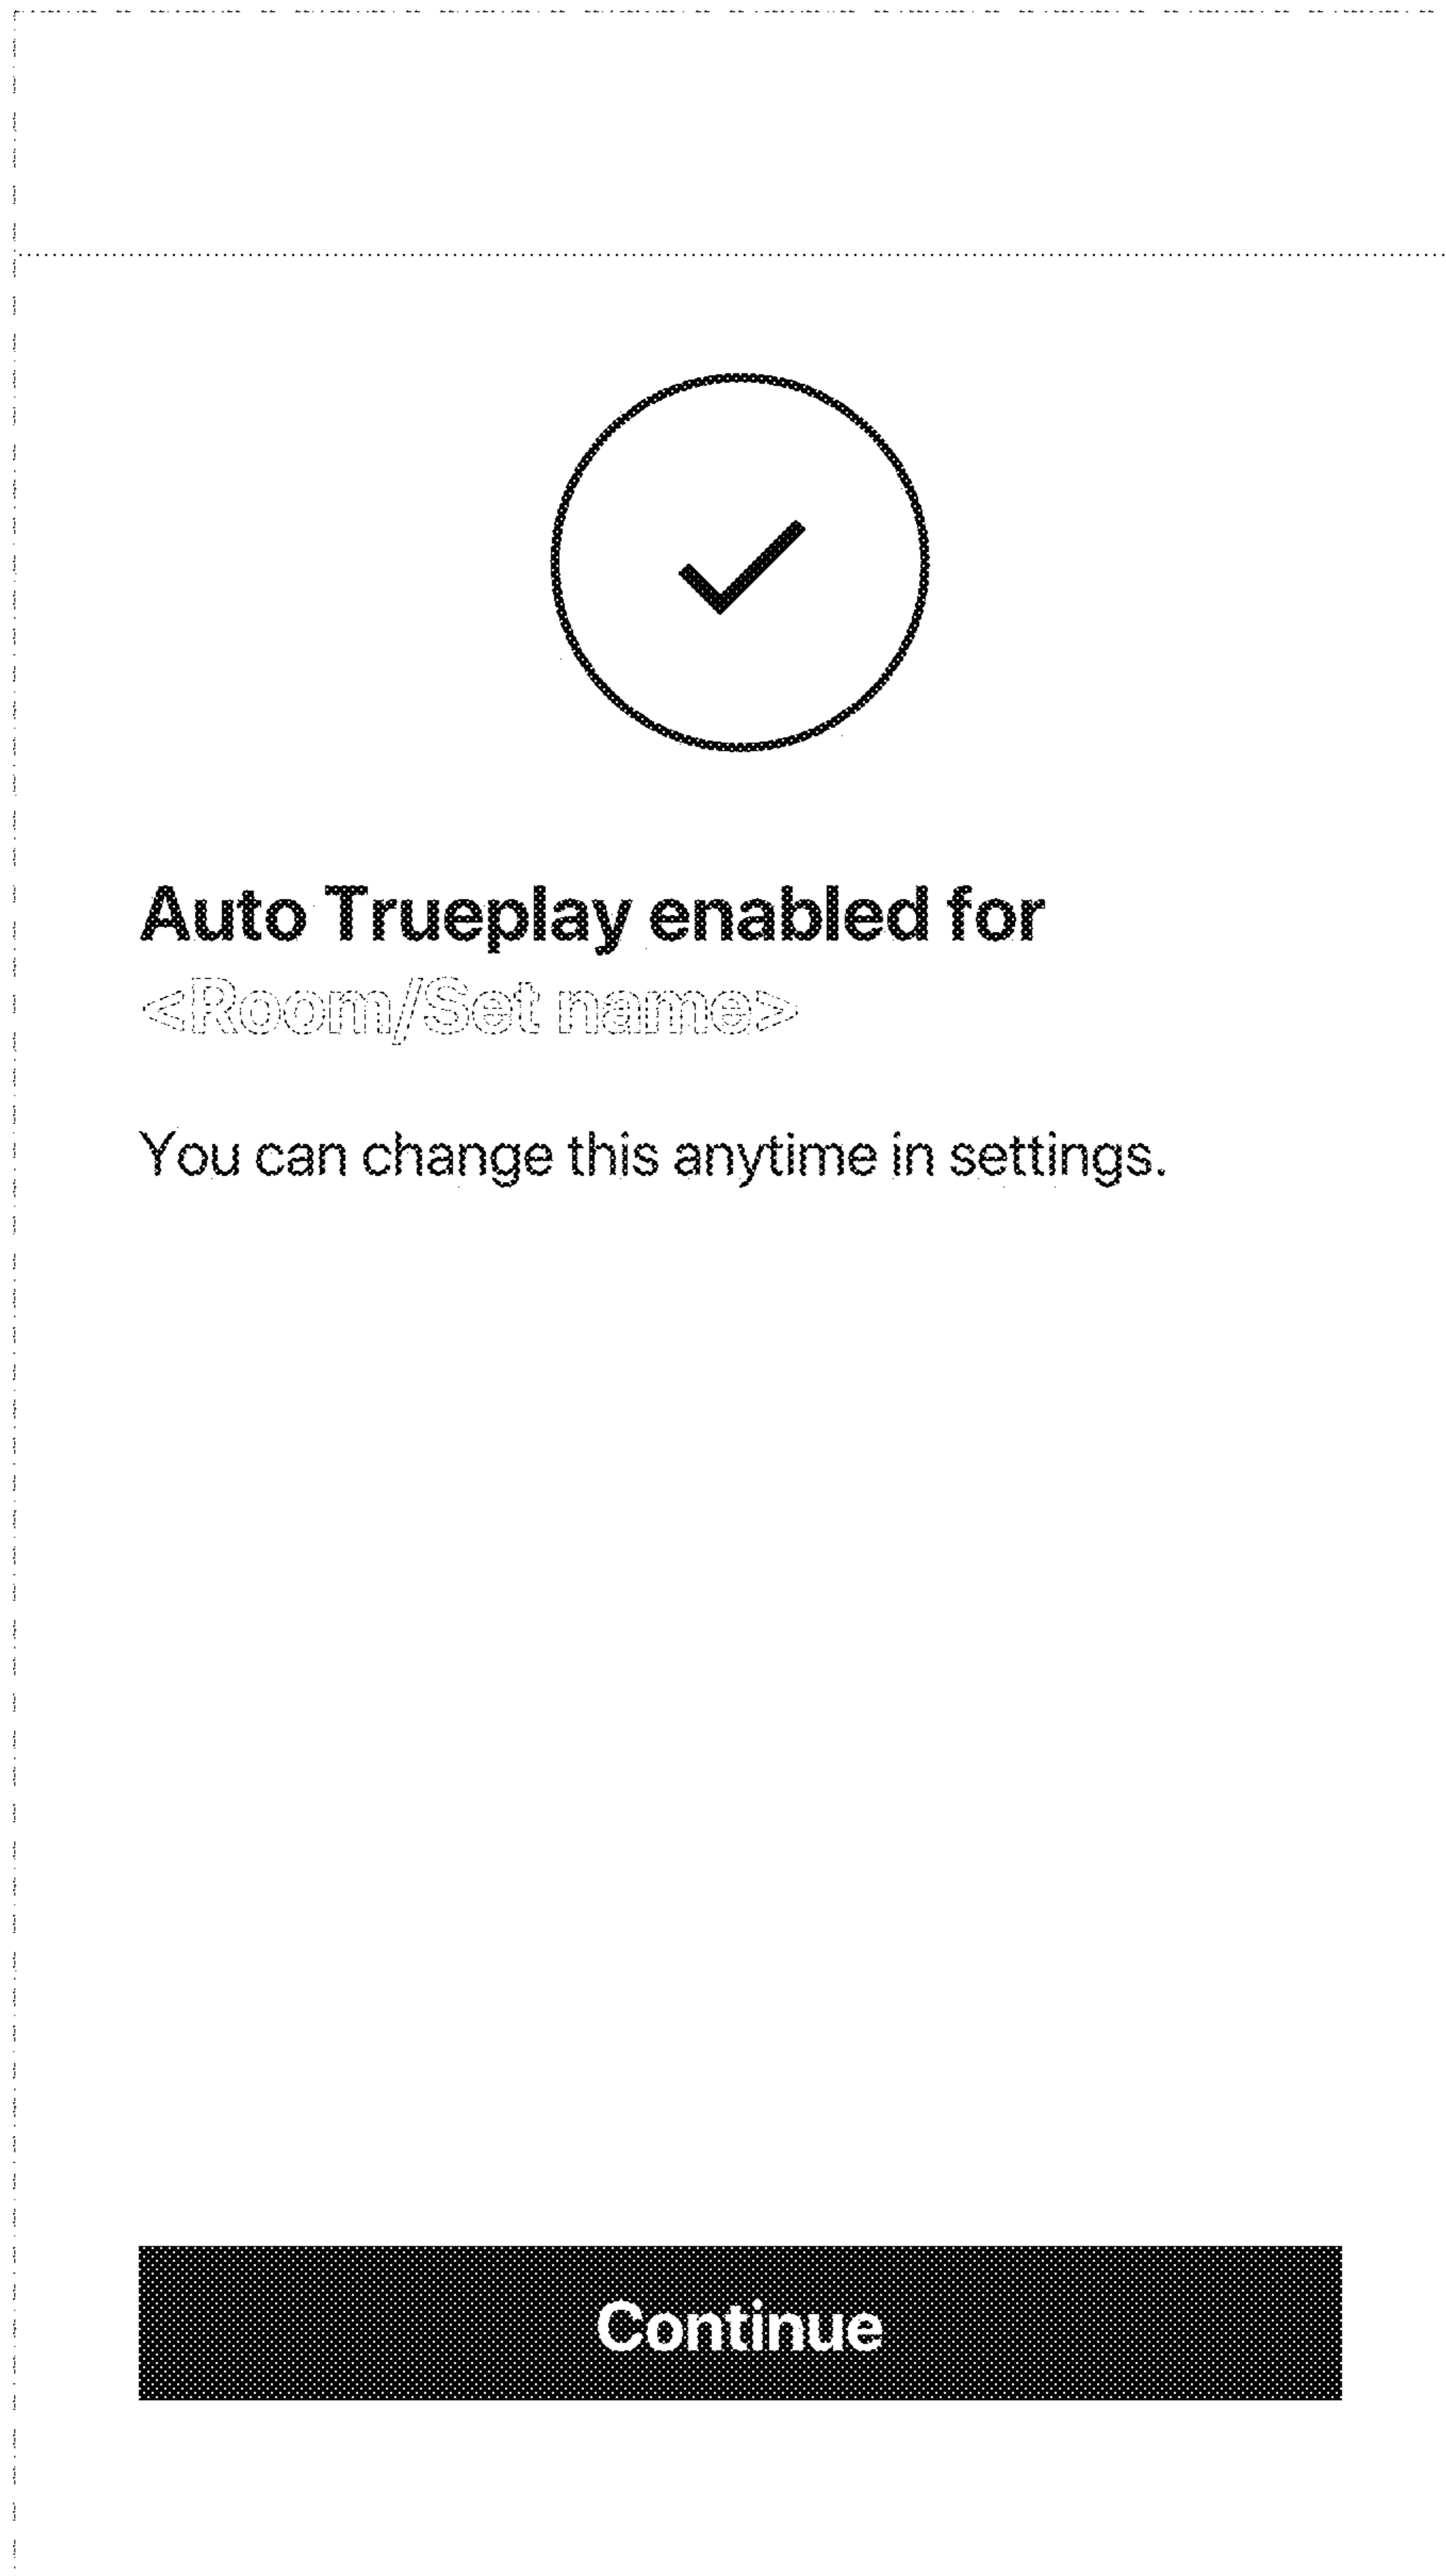 Auto Trueplay enabled for
<Room/Set name>
You can change this anytime in settings.
Continue